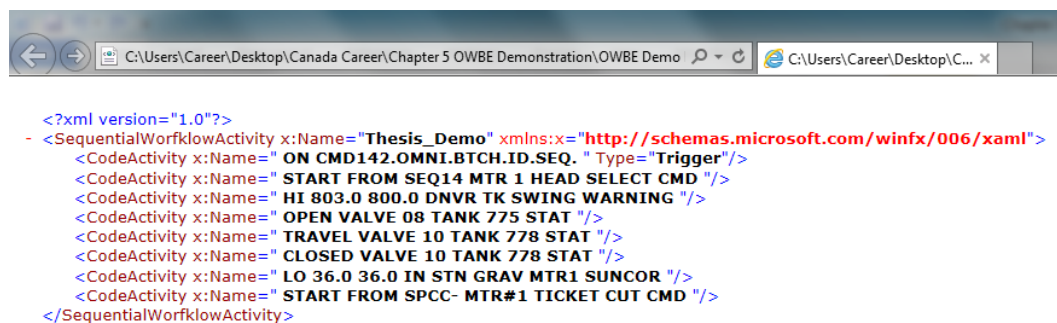 C:\Users\Career\Desktop\Canada Career\Chapter 5 OWBE Demonstration\OWBE Demo
C:\Users\Career\Desktop\C... ×
<?xml version="1.0"?>
- <SequentialWorfklowActivity x:Name="Thesis_Demo" xmlns:x="http://schemas.microsoft.com/winfx/006/xaml">
<CodeActivity x:Name=" ON CMD142.OMNI.BTCH.ID.SEQ. " Type="Trigger"/>
<CodeActivity x:Name=" START FROM SEQ14 MTR 1 HEAD SELECT CMD "/>
<CodeActivity x:Name=" HI 803.0 800.0 DNVR TK SWING WARNING "/>
<CodeActivity x:Name=" OPEN VALVE 08 TANK 775 STAT "/>
<CodeActivity x:Name=" TRAVEL VALVE 10 TANK 778 STAT "/>
<CodeActivity x:Name=" CLOSED VALVE 10 TANK 778 STAT "/>
<CodeActivity x:Name=" LO 36.0 36.0 IN STN GRAV MTR1 SUNCOR "/>
<CodeActivity x:Name=" START FROM SPCC- MTR#1 TICKET CUT CMD "/>
</SequentialWorfklowActivity>